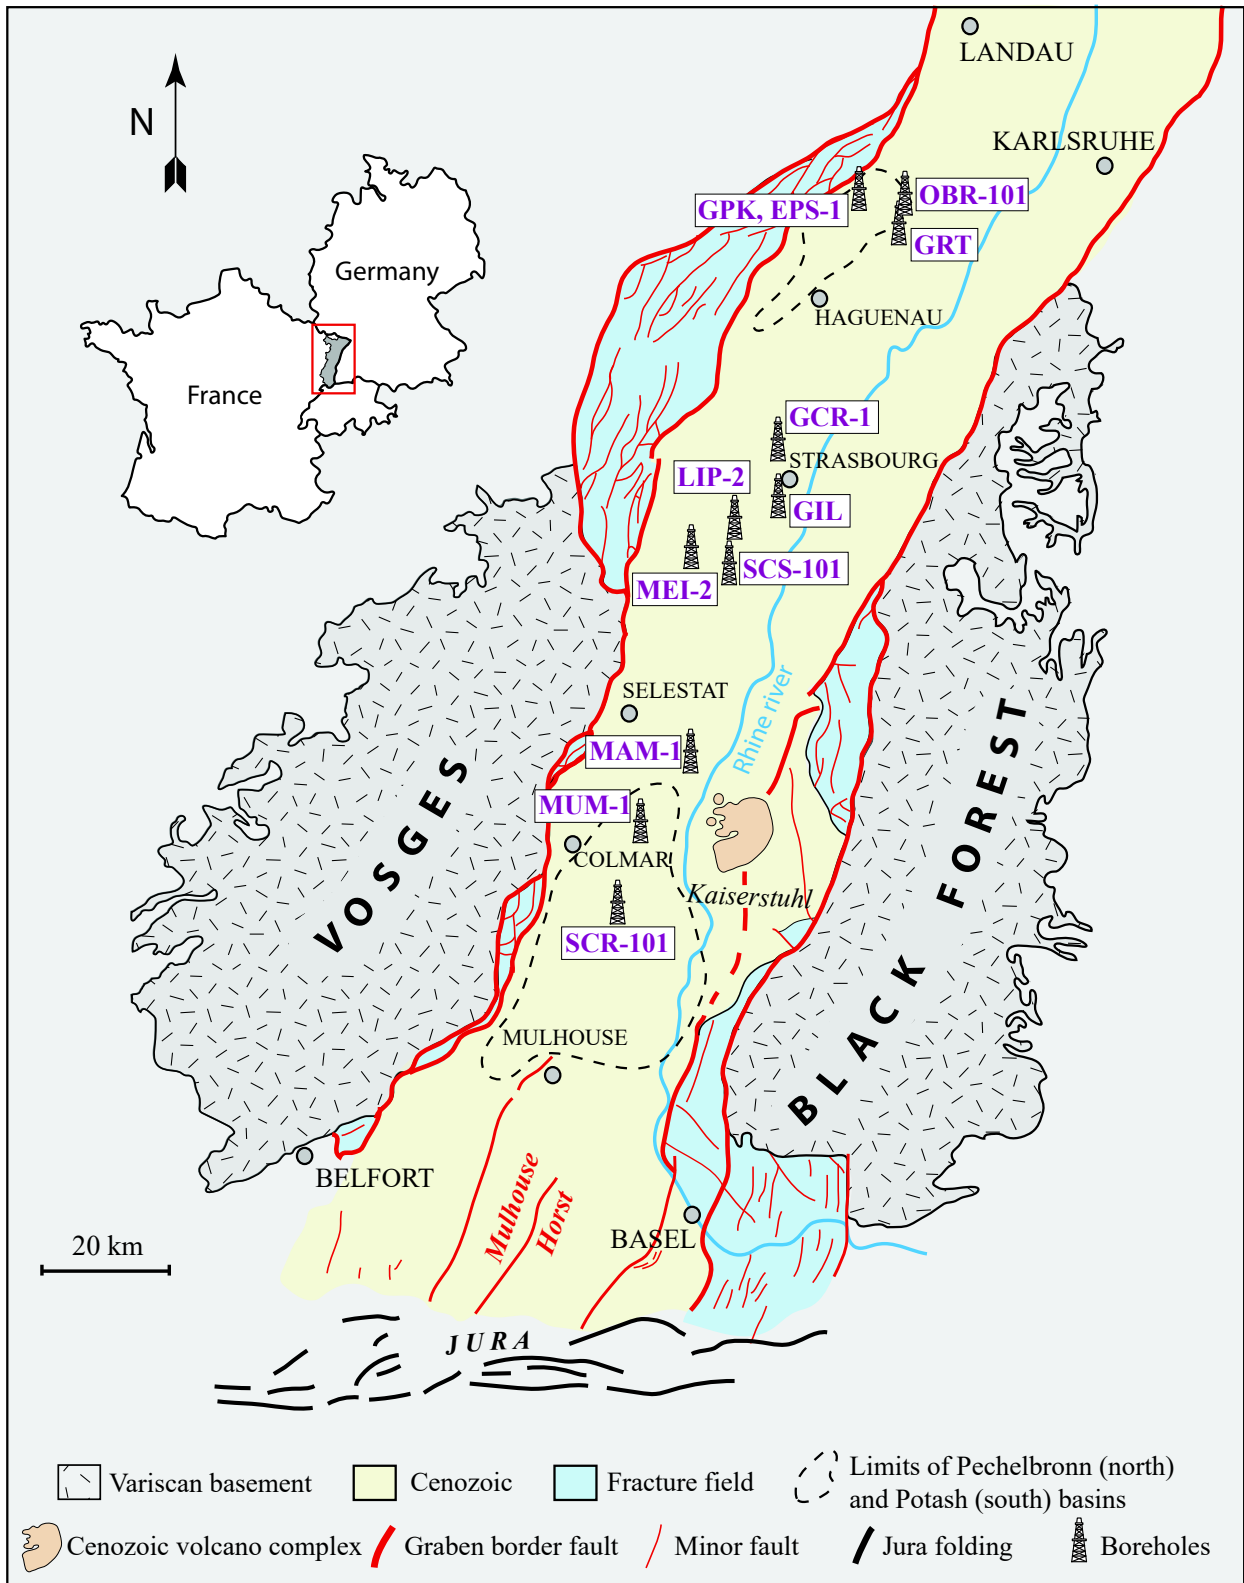 LANDAU
N
KARLSRUHE
GPK, EPS-1
OBR-101
GRT
Germany
HAGUENAU
France
GCR-1
STRASBOURG
LIP-2
GIL
SCS-101
MEI-2
SELESTAT
Rhine river
MAM-1
VOSGES
BLACK FOREST
MUM-1
COLMAR
Kaiserstuhl
SCR-101
MULHOUSE
BELFORT
Mulhouse
Horst
BASEL
20 km
JURA
Variscan basement
Cenozoic
Fracture field
Limits of Pechelbronn (north)
and Potash (south) basins
Cenozoic volcano complex
Graben border fault
Minor fault
Jura folding
Boreholes